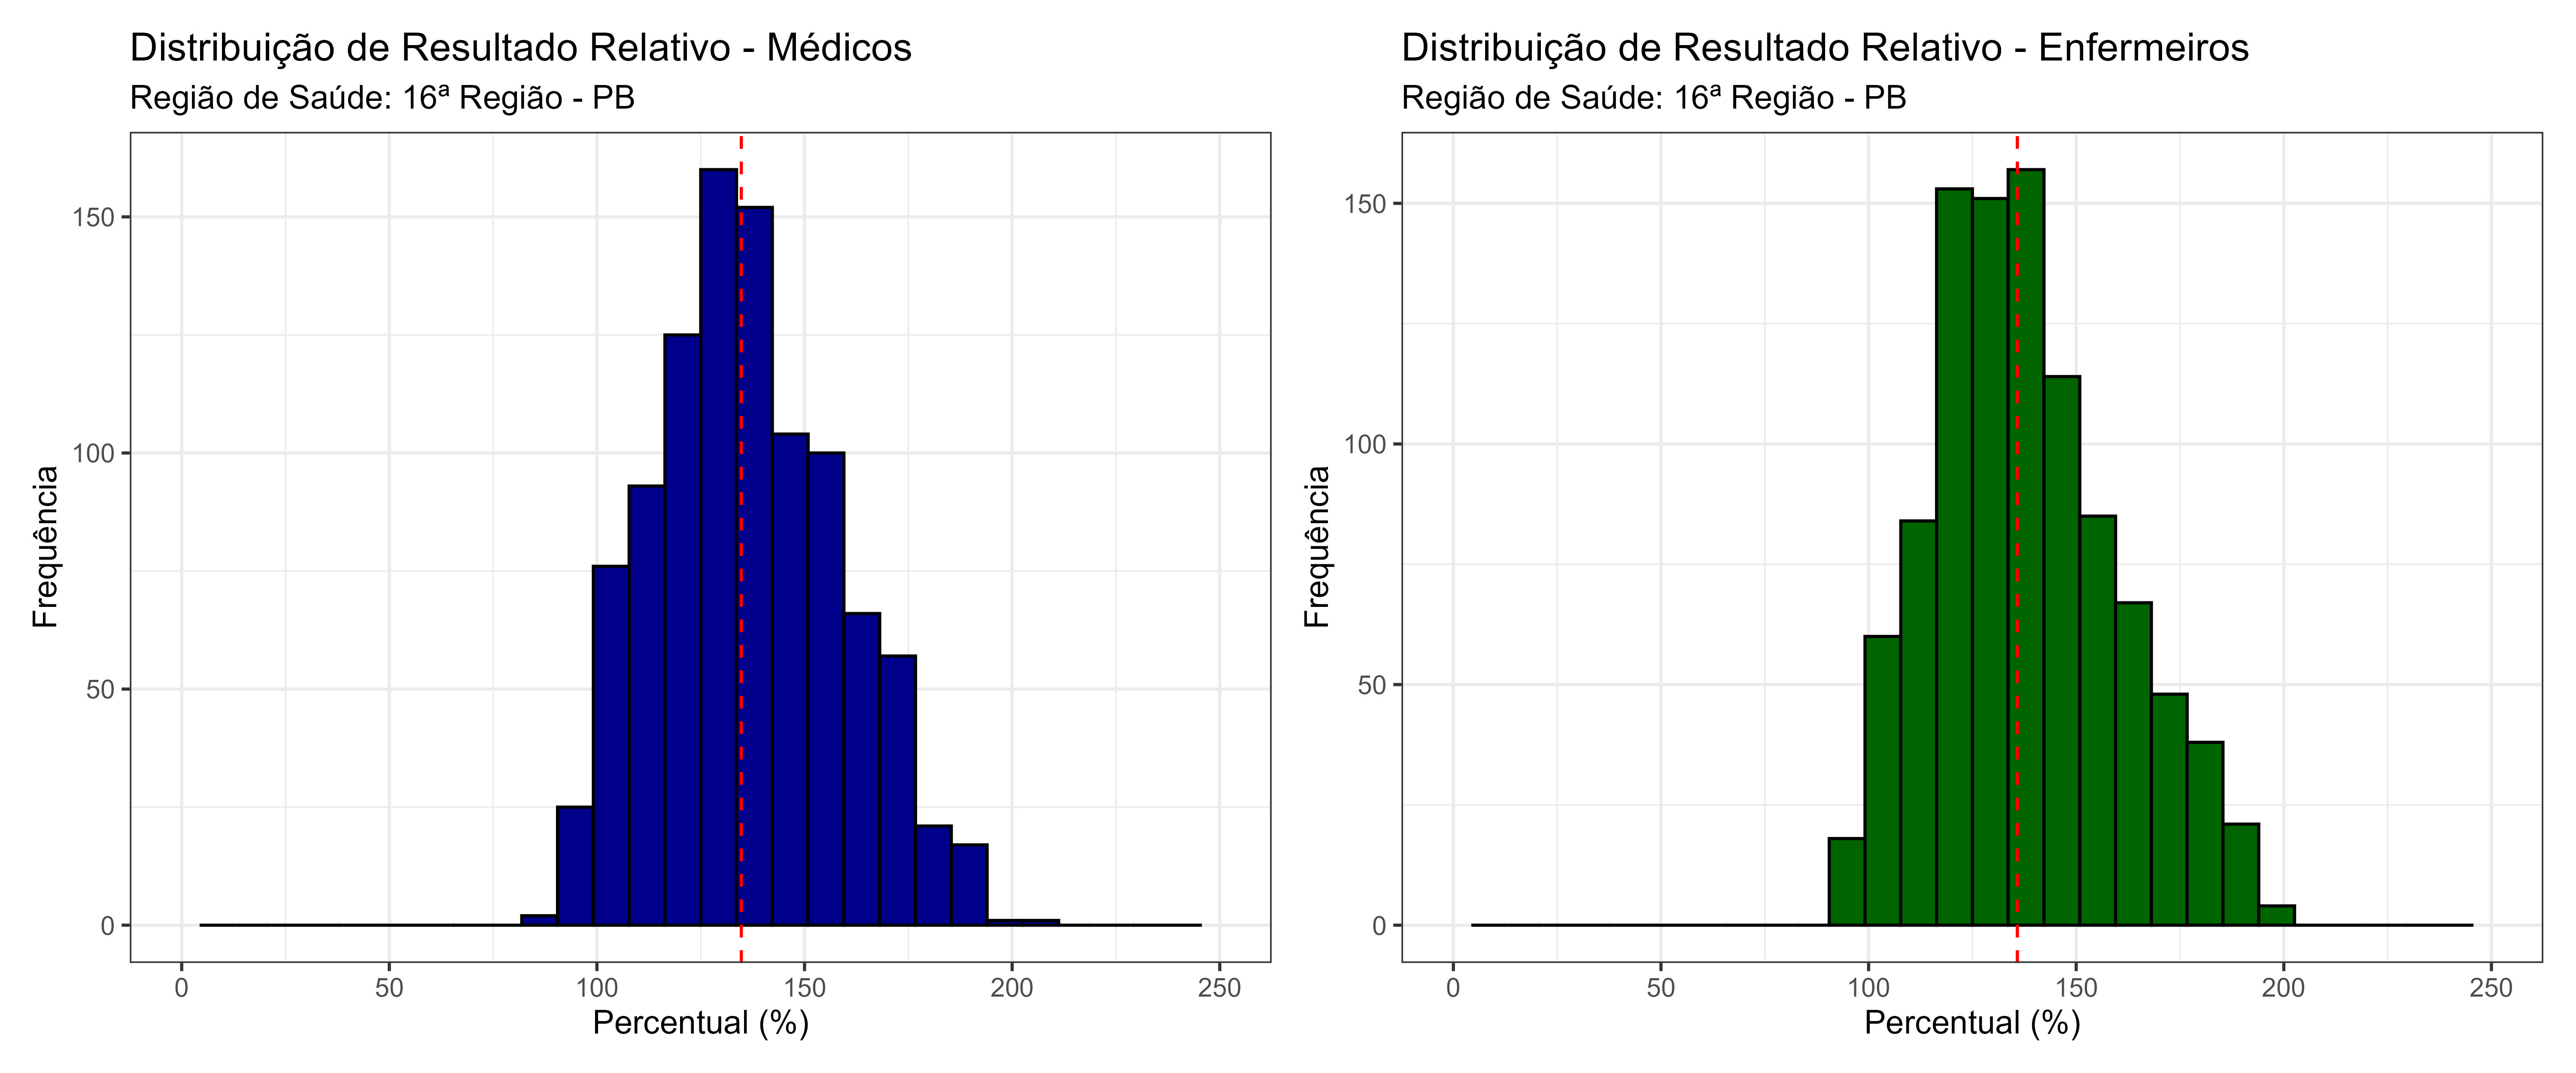 Distribuição de Resultado Relativo - Médicos
Região de Saúde: 16ª Região - PB
Frequência
150
100
50
0
0 50 100 150 200 250
Percentual (%)
Distribuição de Resultado Relativo - Enfermeiros
Região de Saúde: 16ª Região - PB
Frequência
150
100
50
0
0 50 100 150 200 250
Percentual (%)